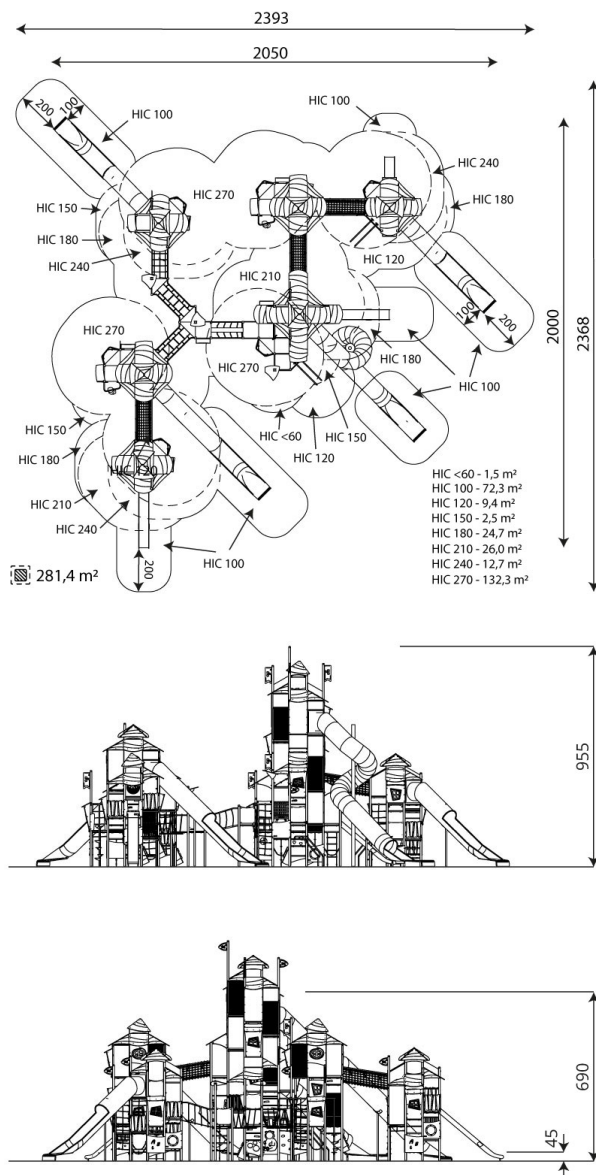 2393
2050
200
100
HIC 100
HIC 100
HIC 240
HIC 270
HIC 150
HIC 180
HIC 180
HIC 240
HIC 120
HIC 210
100
200
2000
2368
HIC 270
HIC 180
HIC 270
HIC 100
HIC 150
HIC <60
HIC 150
HIC 180
HIC 120
HIC 120
HIC 210
HIC 240
HIC 100
200
281,4 m²
HIC <60 - 1,5 m²
HIC 100 - 72,3 m²
HIC 120 - 9,4 m²
HIC 150 - 2,5 m²
HIC 180 - 24,7 m²
HIC 210 - 26,0 m²
HIC 240 - 12,7 m²
HIC 270 - 132,3 m²
955
690
45